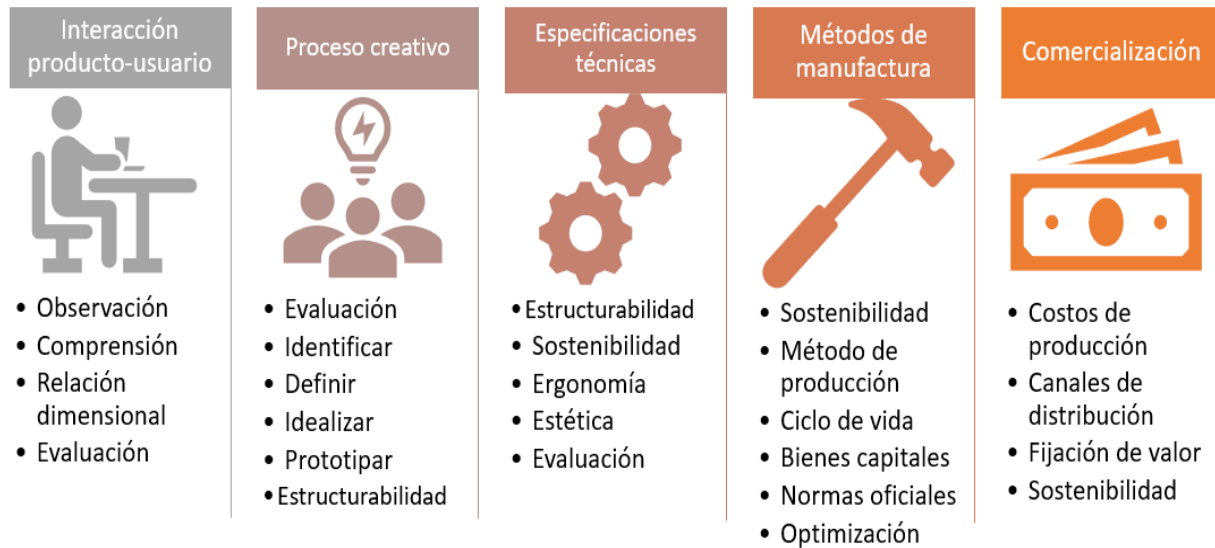 Interacción
producto-usuario
• Observación
• Comprensión
• Relación
dimensional
• Evaluación
Proceso creativo
• Evaluación
• Identificar
• Definir
• Idealizar
• Prototipar
• Estructurabilidad
Especificaciones
técnicas
• Estructurabilidad
• Sostenibilidad
• Ergonomía
• Estética
• Evaluación
Métodos de
manufactura
• Sostenibilidad
• Método de
producción
• Ciclo de vida
• Bienes capitales
• Normas oficiales
• Optimización
Comercialización
• Costos de
producción
• Canales de
distribución
• Fijación de valor
• Sostenibilidad